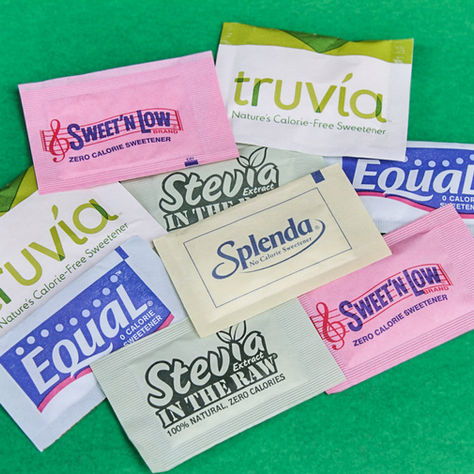 truvía
Nature's Calorie-Free Sweetener
SWEET'N LOW
BRAND
ZERO CALORIE SWEETENER
Stevia
Extract
IN THE RAW
EQUAL
0 CALORIE
SWEETENER
truvía
Nature's Calorie-Free Sweetener
Splenda®
No Calorie Sweetener
SWEET'N LOW
BRAND
ZERO CALORIE SWEETENER
EQUAL
0 CALORIE
SWEETENER
Stevia
Extract
IN THE RAW
100% NATURAL, ZERO CALORIES